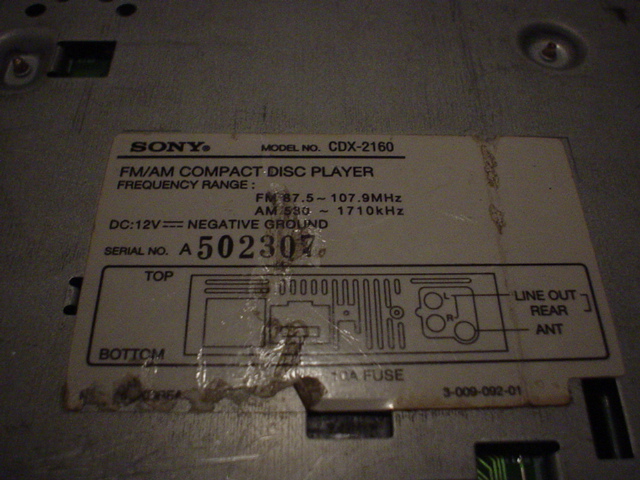 SONY® MODEL NO. CDX-2160
FM/AM COMPACT DISC PLAYER
FREQUENCY RANGE :
FM 87.5 ~ 107.9MHz
AM 530 ~ 1710kHz
DC:12V NEGATIVE GROUND
SERIAL NO. A 502307
TOP
L LINE OUT
R REAR
ANT
BOTTOM
10A FUSE
3-009-092-01